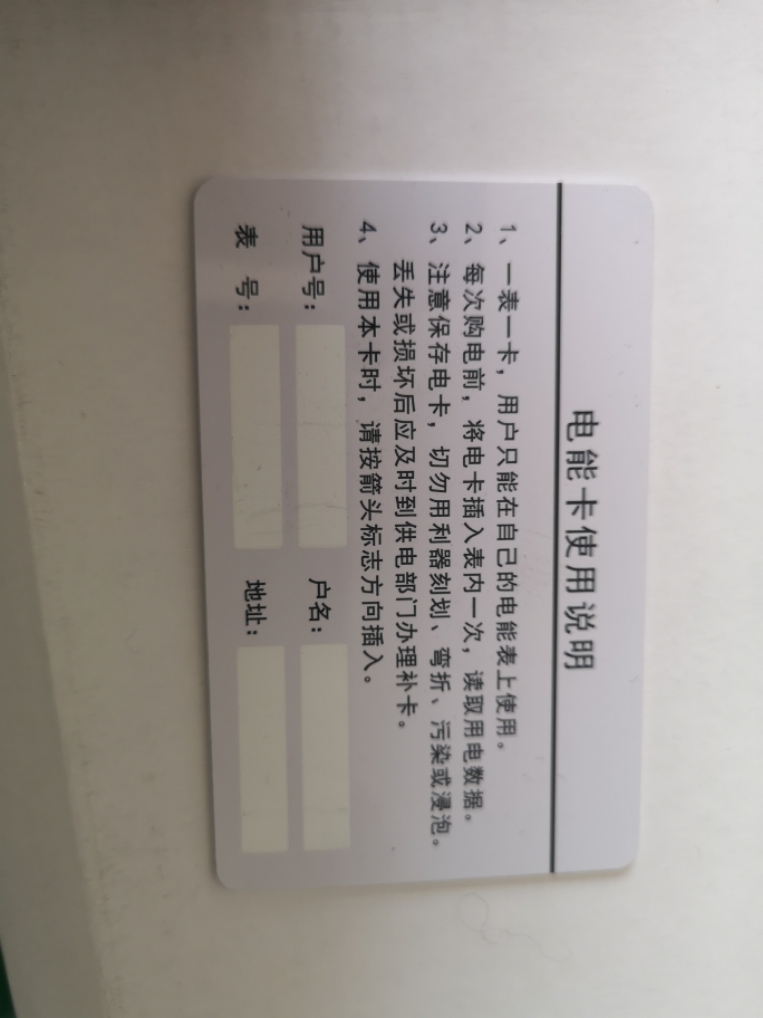 电能卡使用说明
1、一表一卡，用户只能在自己的电能表上使用。
2、每次购电前，将电卡插入表内一次，读取用电数据。
3、注意保存电卡，切勿用利器刻划、弯折、污染或浸泡。
丢失或损坏后应及时到供电部门办理补卡。
4、使用本卡时，请按箭头标志方向插入。
用户号： 户名：
表 号： 地址：